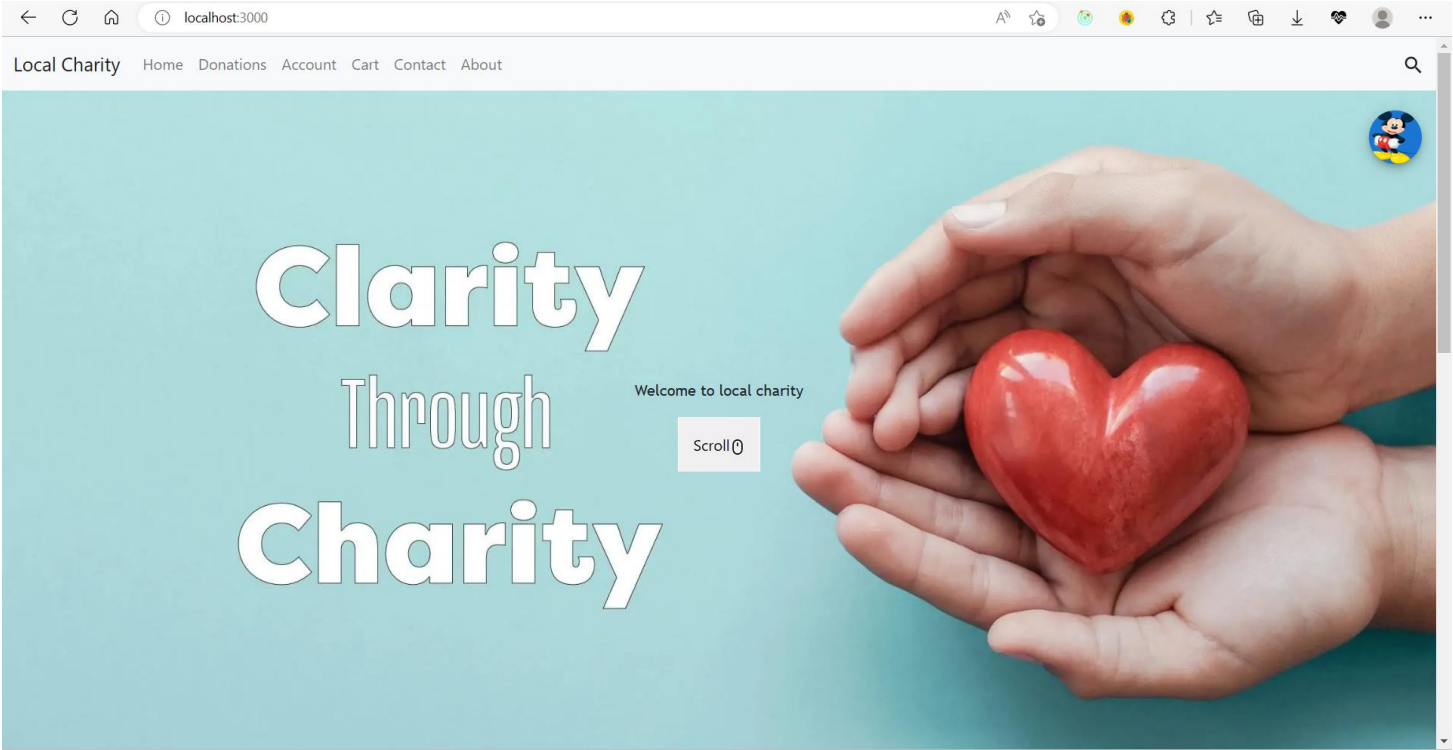 localhost:3000
Local Charity Home Donations Account Cart Contact About
Clarity
Through
Charity
Welcome to local charity
Scroll